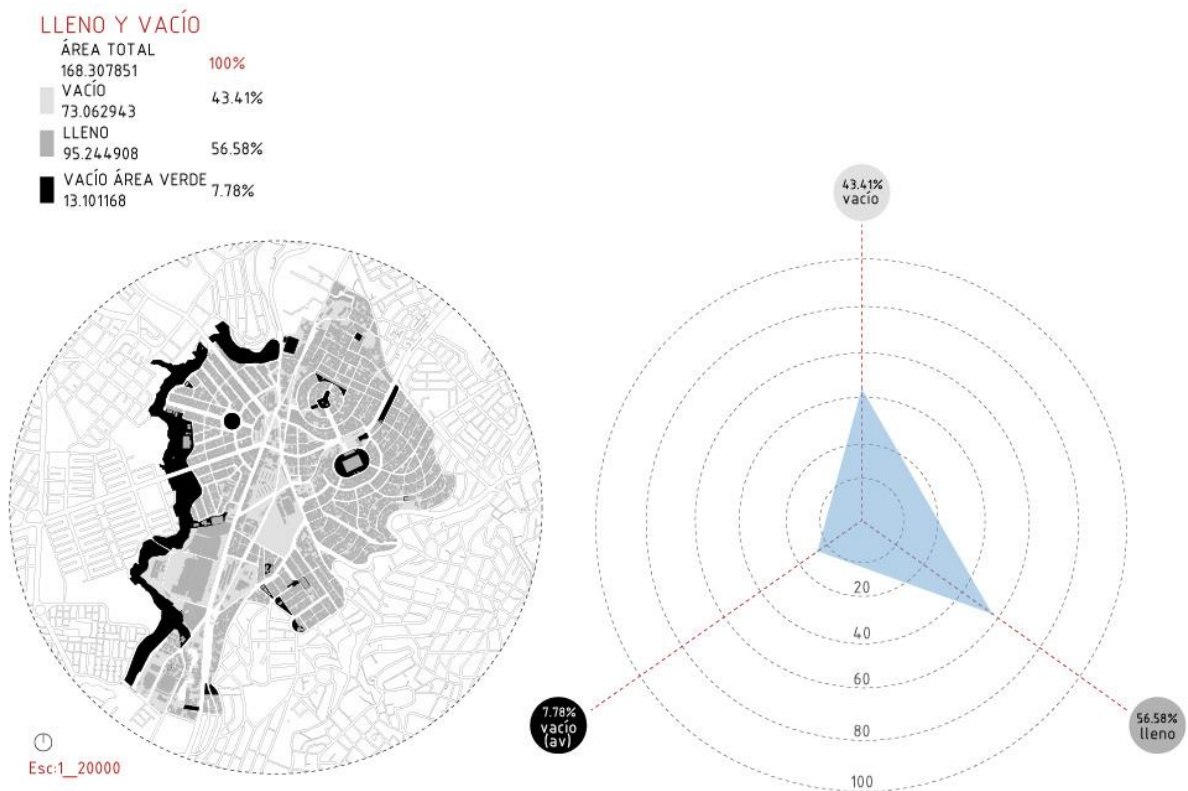 LLENO Y VACÍO
ÁREA TOTAL
168.307851 100%
VACÍO
73.062943 43.41%
LLENO
95.244908 56.58%
VACÍO ÁREA VERDE 7.78%
13.101168
43.41%
vacío
20
40
60
80
100
7.78%
vacío
(av)
56.58%
lleno
Esc:1_20000